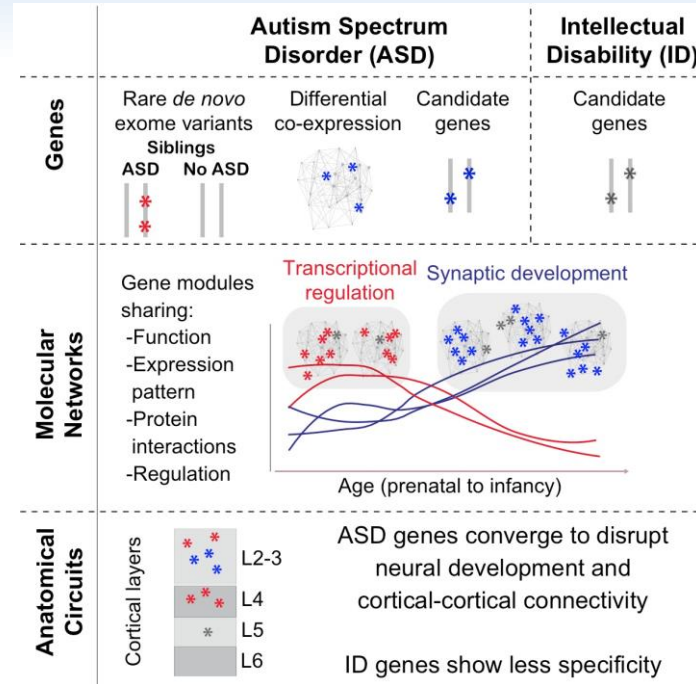 Autism Spectrum
Disorder (ASD)
Intellectual
Disability (ID)
Genes
Rare de novo
exome variants
Siblings
ASD No ASD
Differential
co-expression
Candidate
genes
Candidate
genes
Molecular
Networks
Gene modules
sharing:
-Function
-Expression
pattern
-Protein
interactions
-Regulation
Transcriptional
regulation
Synaptic development
Age (prenatal to infancy)
Anatomical
Circuits
Cortical layers
L2-3
L4
L5
L6
ASD genes converge to disrupt
neural development and
cortical-cortical connectivity
ID genes show less specificity